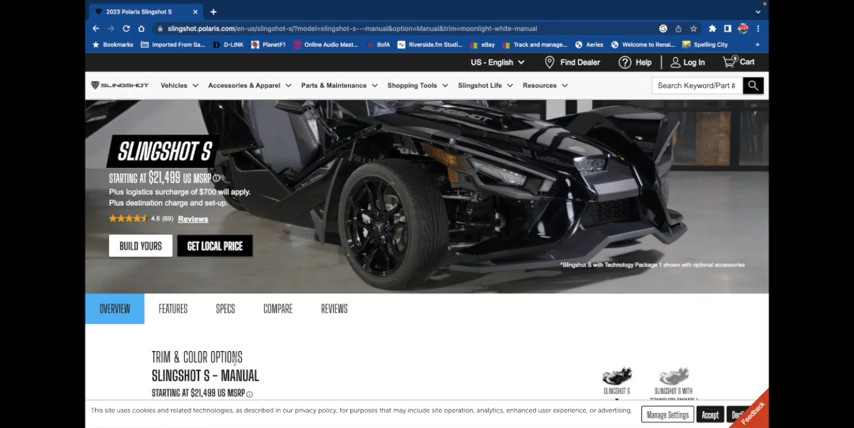 2023 Polaris Slingshot S
slingshot.polaris.com/en-us/slingshot-s/?model=slingshot-s---manual&option=Manual&trim=moonlight-white-manual
Bookmarks Imported From Sa... D-LINK PlanetF1 Online Audio Mast... BofA Riverside.fm Studi... eBay Track and manage... Aeries Welcome to Renai... Spelling City »
US - English Find Dealer Help Log In Cart
SLINGSHOT Vehicles Accessories & Apparel Parts & Maintenance Shopping Tools Slingshot Life Resources Search Keyword/Part #
SLINGSHOT S
STARTING AT $21,499 US MSRP
Plus logistics surcharge of $700 will apply.
Plus destination charge and set-up.
4.6 (69) Reviews
BUILD YOURS GET LOCAL PRICE
*Slingshot S with Technology Package 1 shown with optional accessories
OVERVIEW FEATURES SPECS COMPARE REVIEWS
TRIM & COLOR OPTIONS
SLINGSHOT S - MANUAL
STARTING AT $21,499 US MSRP
SLINGSHOT S SLINGSHOT S WITH
This site uses cookies and related technologies, as described in our privacy policy, for purposes that may include site operation, analytics, enhanced user experience, or advertising. Manage Settings Accept
Feedback